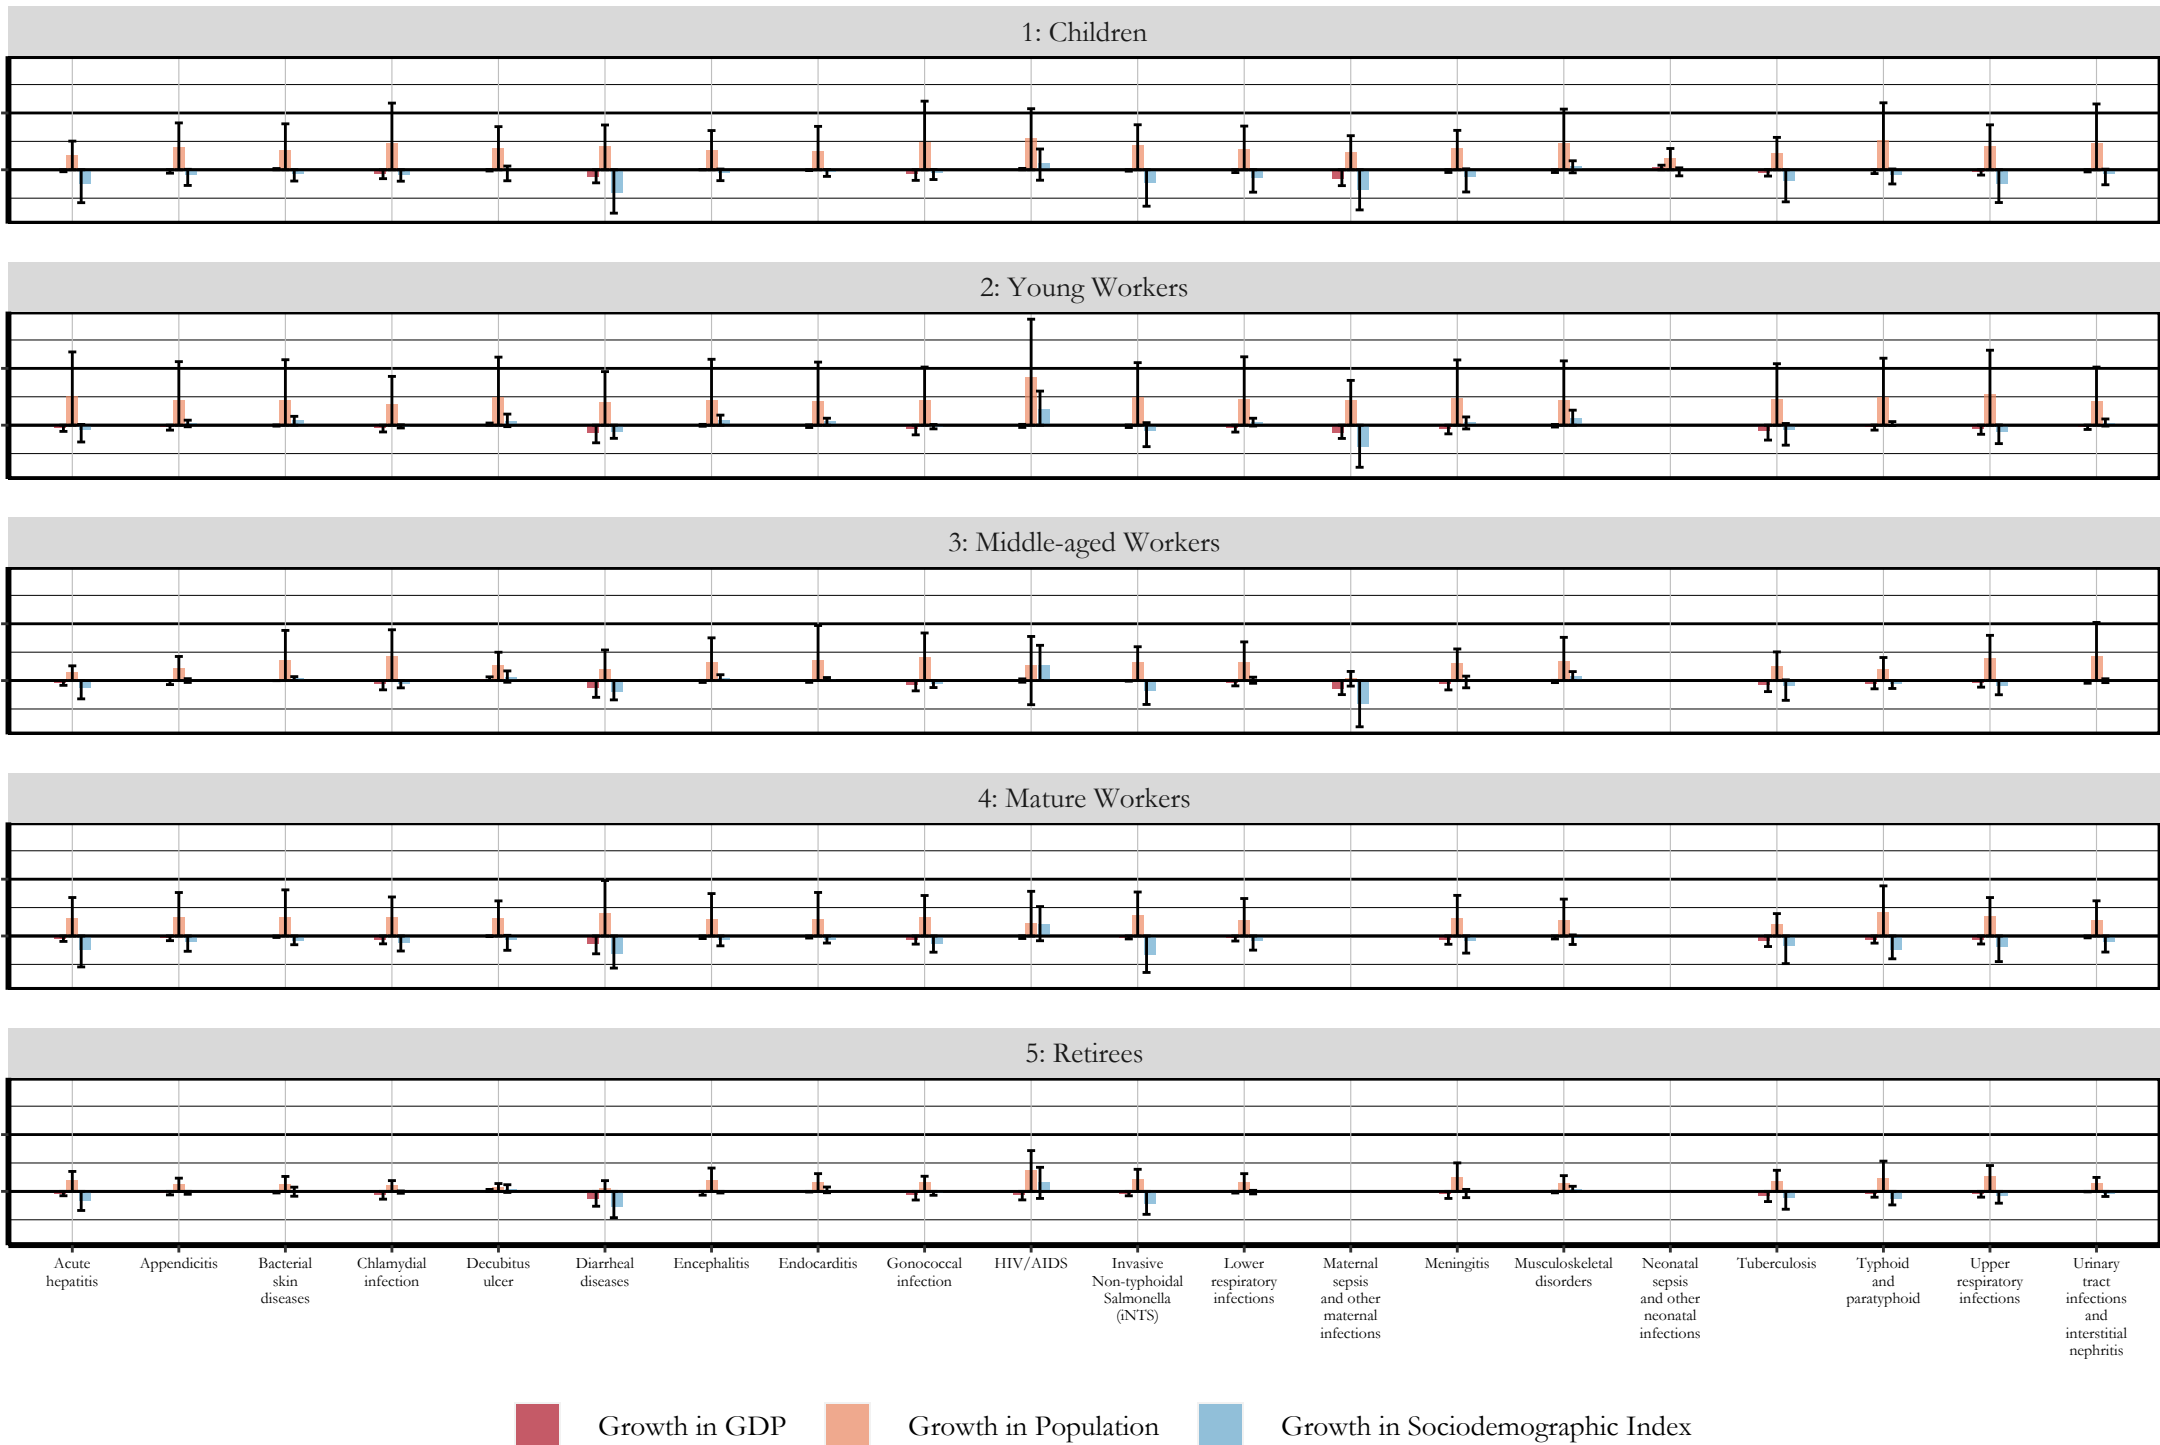 1: Children
2: Young Workers
3: Middle-aged Workers
4: Mature Workers
5: Retirees
Acute
hepatitis
Appendicitis
Bacterial
skin
diseases
Chlamydial
infection
Decubitus
ulcer
Diarrheal
diseases
Encephalitis
Endocarditis
Gonococcal
infection
HIV/AIDS
Invasive
Non-typhoidal
Salmonella
(iNTS)
Lower
respiratory
infections
Maternal
sepsis
and other
maternal
infections
Meningitis
Musculoskeletal
disorders
Neonatal
sepsis
and other
neonatal
infections
Tuberculosis
Typhoid
and
paratyphoid
Upper
respiratory
infections
Urinary
tract
infections
and
interstitial
nephritis
Growth in GDP
Growth in Population
Growth in Sociodemographic Index